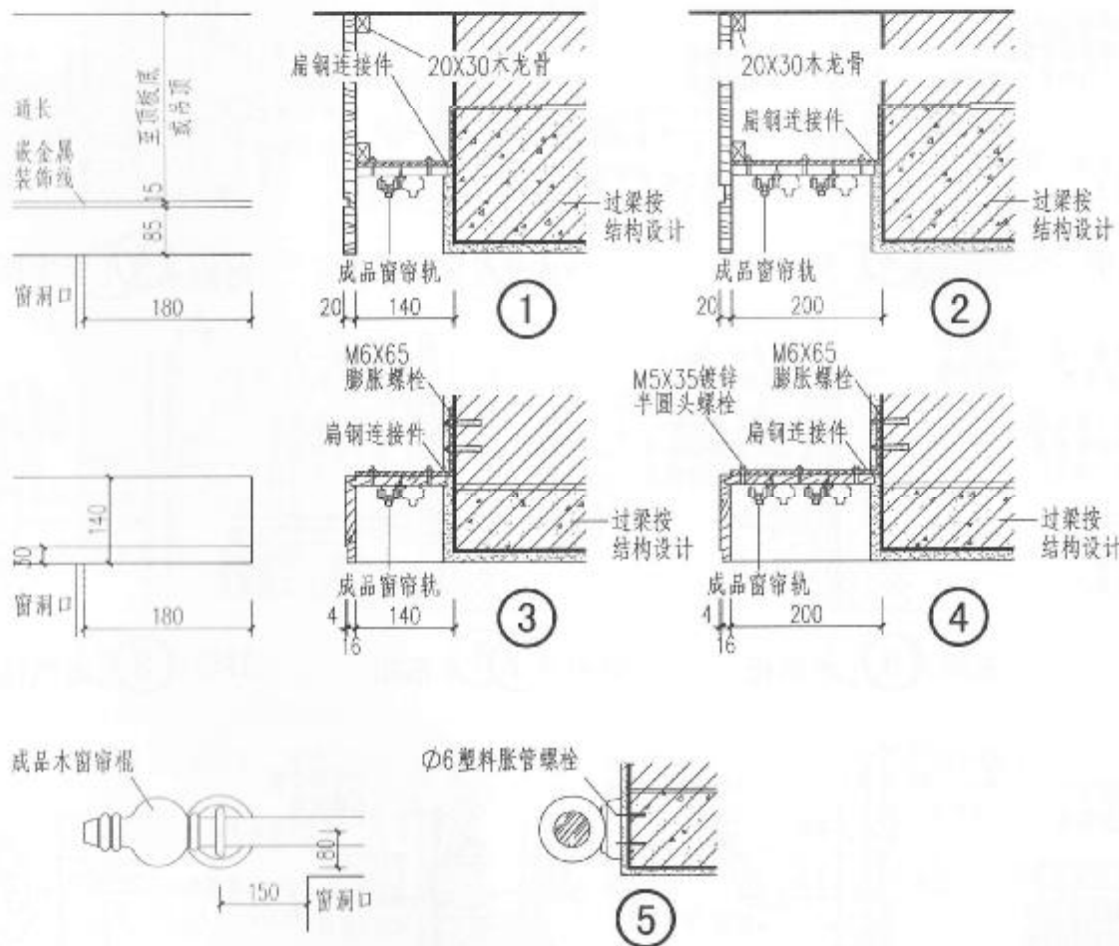 通长
嵌金属
装饰线
至顶板底
或吊顶
15
85
窗洞口
180
扁钢连接件
20X30木龙骨
过梁按
结构设计
成品窗帘轨
20
140
1
20X30木龙骨
扁钢连接件
过梁按
结构设计
成品窗帘轨
20
200
2
140
30
窗洞口
180
M6X65
膨胀螺栓
扁钢连接件
过梁按
结构设计
成品窗帘轨
4
140
16
3
M5X35镀锌
半圆头螺栓
M6X65
膨胀螺栓
扁钢连接件
过梁按
结构设计
成品窗帘轨
4
200
16
4
成品木窗帘棍
80
150
窗洞口
Ø6塑料胀管螺栓
5